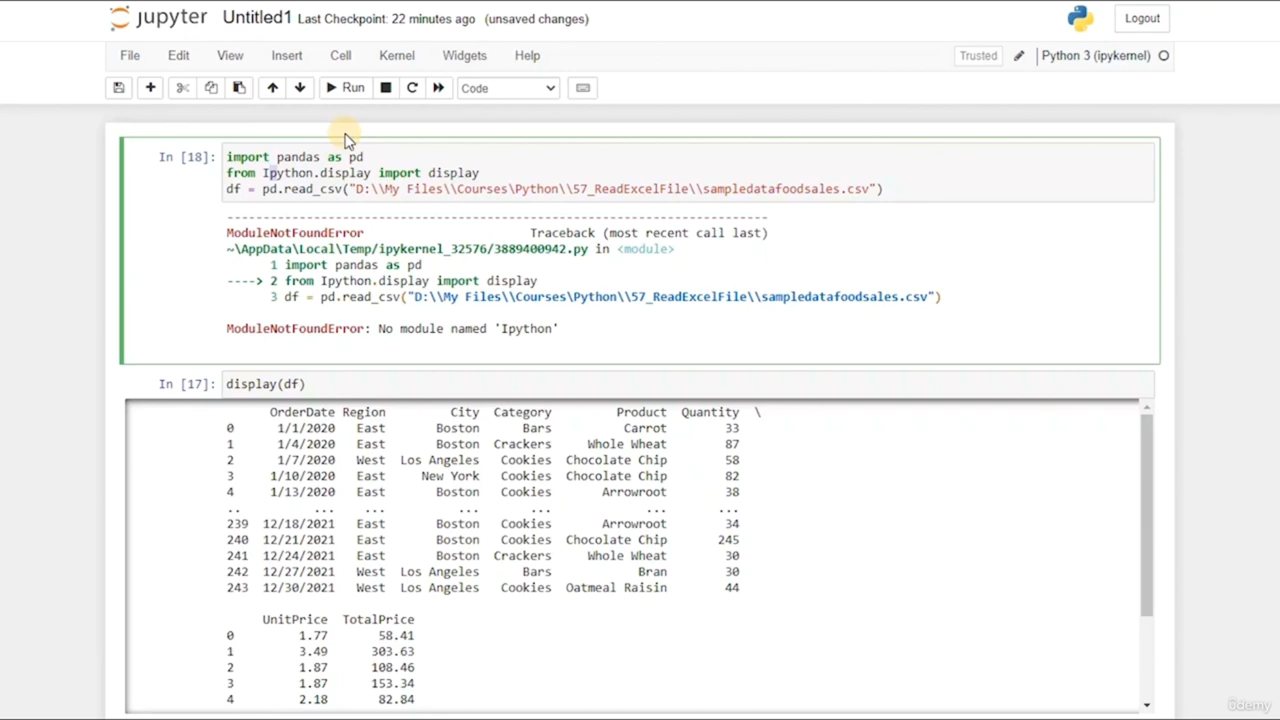 jupyter Untitled1 Last Checkpoint: 22 minutes ago (unsaved changes) Logout
File Edit View Insert Cell Kernel Widgets Help Trusted Python 3 (ipykernel)
Run Code
In [18]: import pandas as pd
from Ipython.display import display
df = pd.read_csv("D:\\My Files\\Courses\Python\\57_ReadExcelFile\\sampledatafoodsales.csv")
---------------------------------------------------------------------------
ModuleNotFoundError Traceback (most recent call last)
~\AppData\Local\Temp/ipykernel_32576/3889400942.py in <module>
1 import pandas as pd
----> 2 from Ipython.display import display
3 df = pd.read_csv("D:\\My Files\\Courses\Python\\57_ReadExcelFile\\sampledatafoodsales.csv")
ModuleNotFoundError: No module named 'Ipython'
In [17]: display(df)
OrderDate Region City Category Product Quantity \
0 1/1/2020 East Boston Bars Carrot 33
1 1/4/2020 East Boston Crackers Whole Wheat 87
2 1/7/2020 West Los Angeles Cookies Chocolate Chip 58
3 1/10/2020 East New York Cookies Chocolate Chip 82
4 1/13/2020 East Boston Cookies Arrowroot 38
.. ... ... ... ... ... ...
239 12/18/2021 East Boston Cookies Arrowroot 34
240 12/21/2021 East Boston Cookies Chocolate Chip 245
241 12/24/2021 East Boston Crackers Whole Wheat 30
242 12/27/2021 West Los Angeles Bars Bran 30
243 12/30/2021 West Los Angeles Cookies Oatmeal Raisin 44
UnitPrice TotalPrice
0 1.77 58.41
1 3.49 303.63
2 1.87 108.46
3 1.87 153.34
4 2.18 82.84
ûdemy